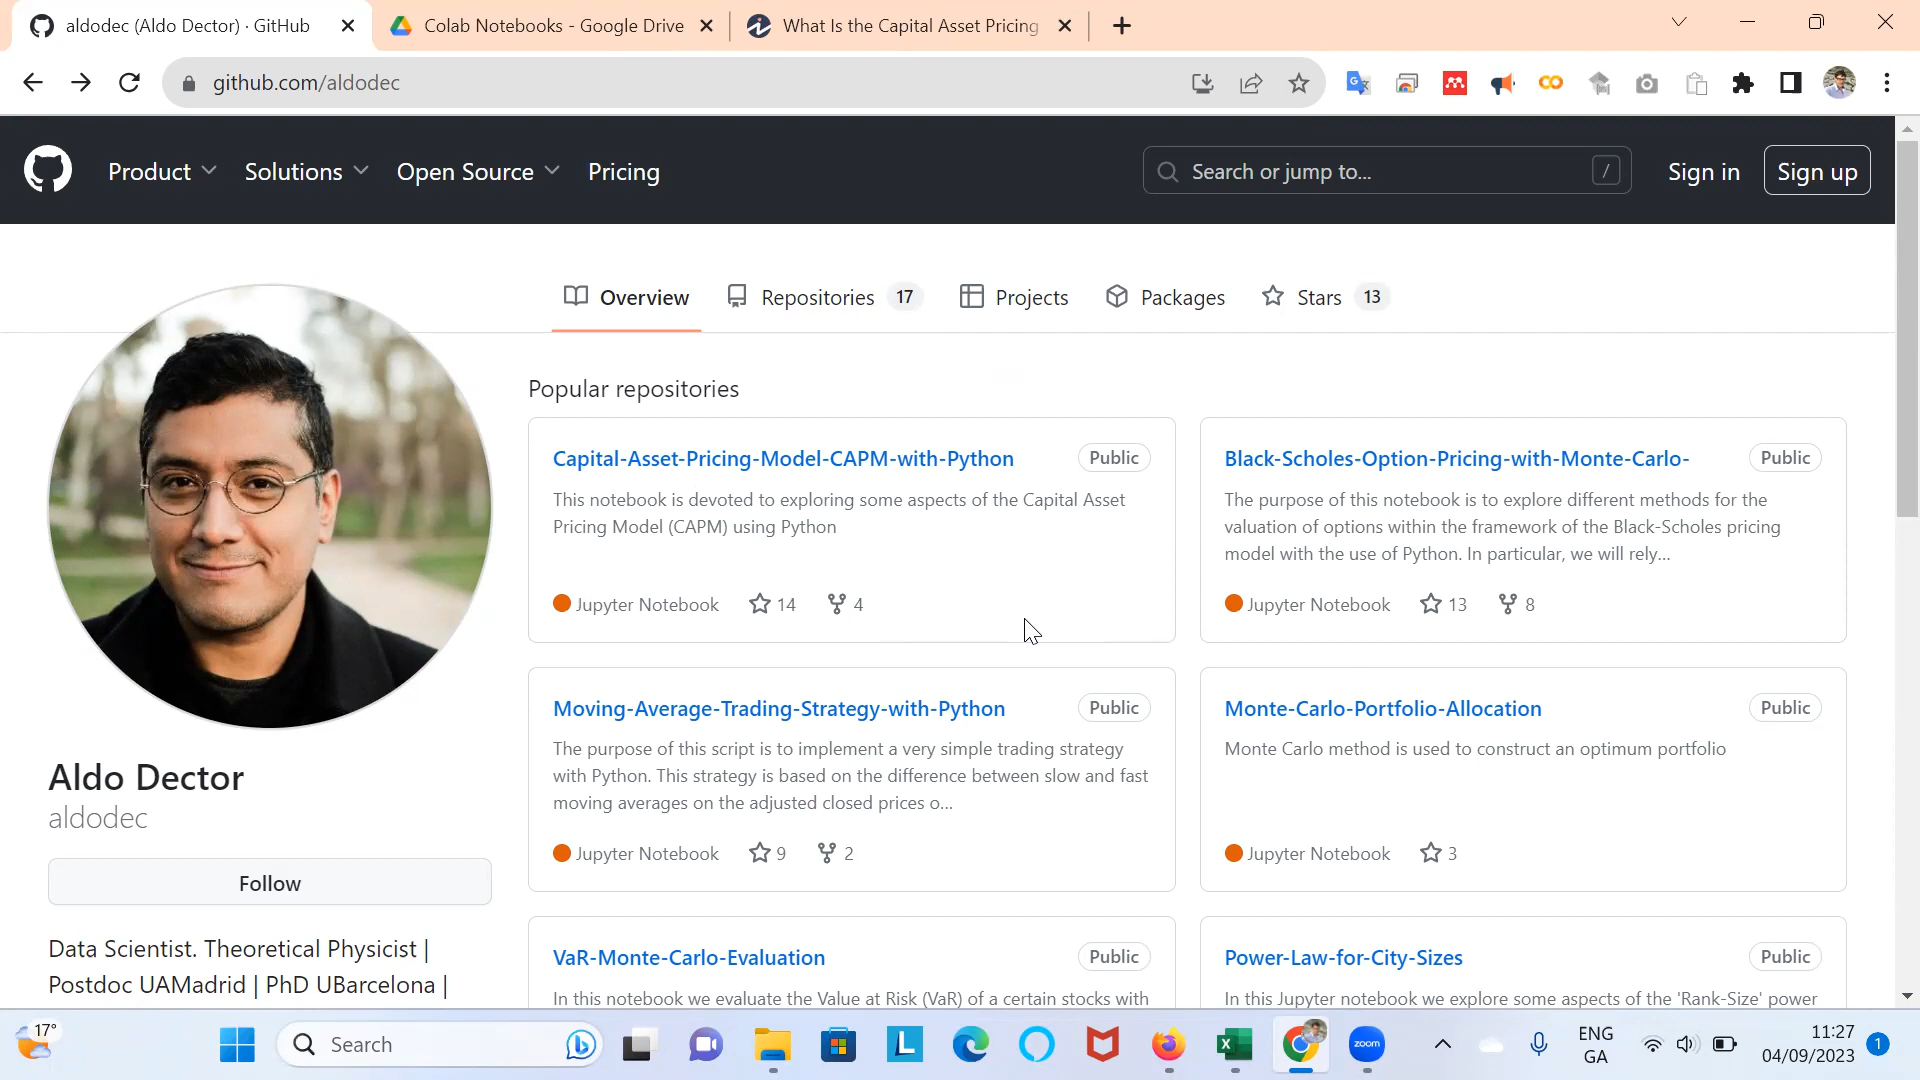 aldodec (Aldo Dector) · GitHub
Colab Notebooks - Google Drive
What Is the Capital Asset Pricing
github.com/aldodec
Product
Solutions
Open Source
Pricing
Search or jump to...
/
Sign in
Sign up
Overview
Repositories 17
Projects
Packages
Stars 13
Popular repositories
Capital-Asset-Pricing-Model-CAPM-with-Python
Public
This notebook is devoted to exploring some aspects of the Capital Asset
Pricing Model (CAPM) using Python
Jupyter Notebook 14 4
Black-Scholes-Option-Pricing-with-Monte-Carlo-
Public
The purpose of this notebook is to explore different methods for the
valuation of options within the framework of the Black-Scholes pricing
model with the use of Python. In particular, we will rely...
Jupyter Notebook 13 8
Moving-Average-Trading-Strategy-with-Python
Public
The purpose of this script is to implement a very simple trading strategy
with Python. This strategy is based on the difference between slow and fast
moving averages on the adjusted closed prices o...
Jupyter Notebook 9 2
Monte-Carlo-Portfolio-Allocation
Public
Monte Carlo method is used to construct an optimum portfolio
Jupyter Notebook 3
VaR-Monte-Carlo-Evaluation
Public
In this notebook we evaluate the Value at Risk (VaR) of a certain stocks with
Power-Law-for-City-Sizes
Public
In this Jupyter notebook we explore some aspects of the 'Rank-Size' power
Aldo Dector
aldodec
Follow
Data Scientist. Theoretical Physicist |
Postdoc UAMadrid | PhD UBarcelona |
17°
Search
L
zoom
ENG
GA
11:27
04/09/2023
1